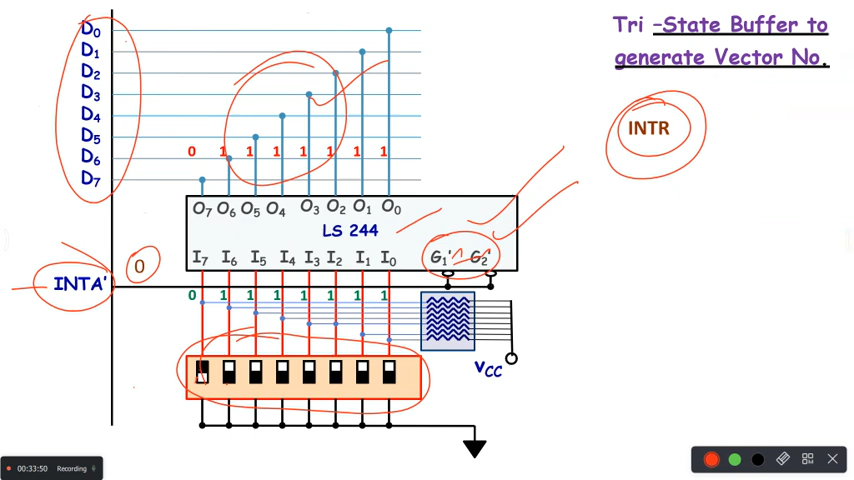 Tri -State Buffer to
generate Vector No.
INTR
D0
D1
D2
D3
D4
D5
D6
D7
0 1 1 1 1 1 1 1
O7 O6 O5 O4 O3 O2 O1 O0
LS 244
I7 I6 I5 I4 I3 I2 I1 I0 G1' G2'
INTA' 0
0 1 1 1 1 1 1 1
VCC
00:33:50 Recording